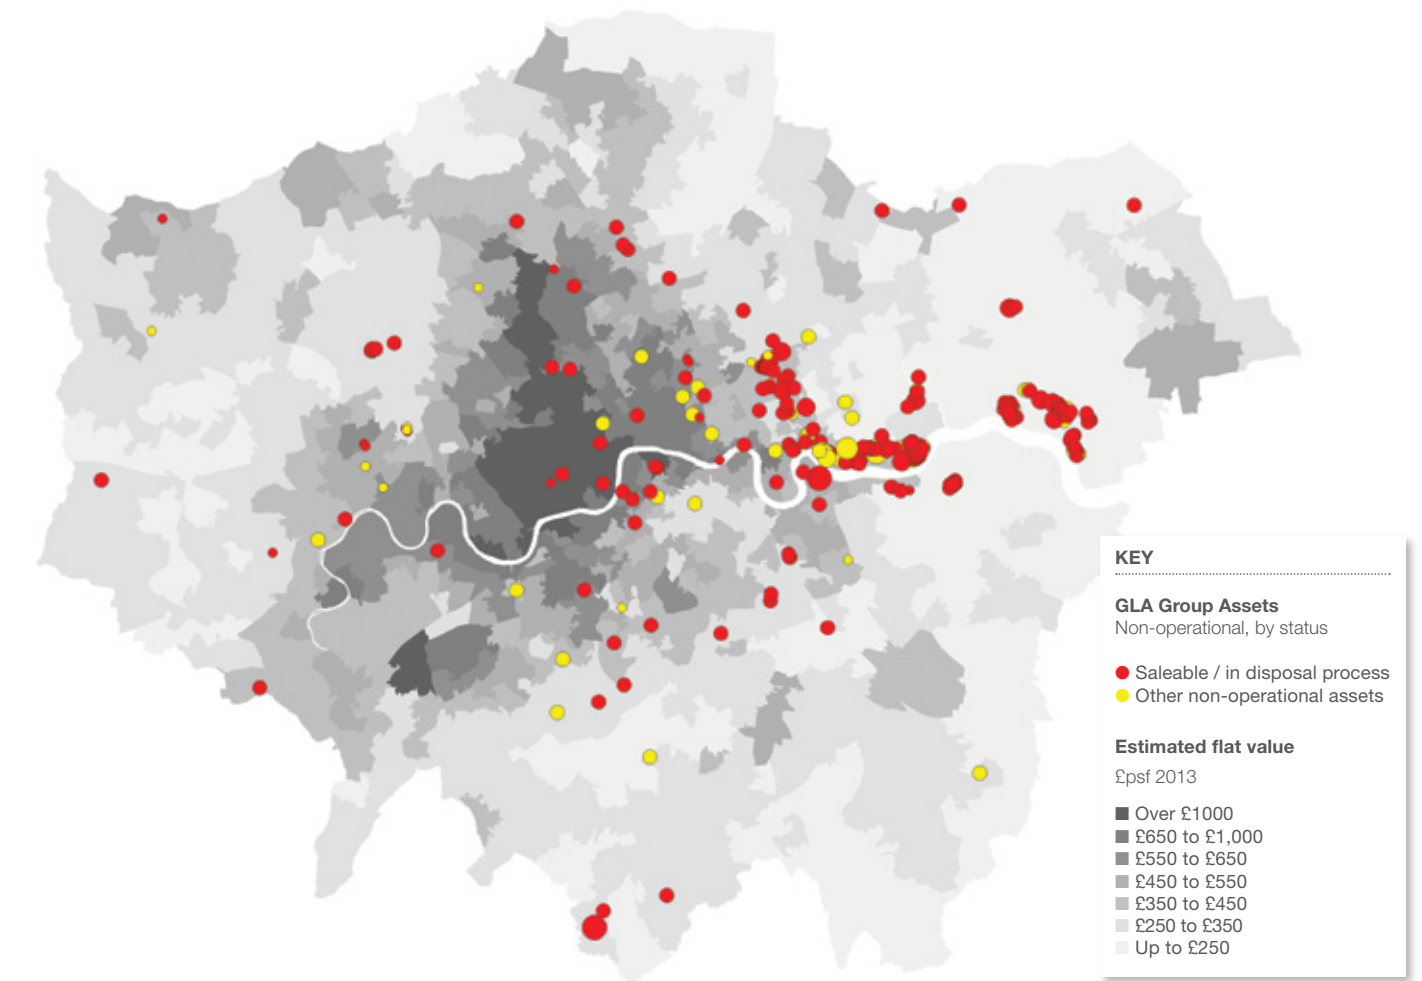 KEY
GLA Group Assets
Non-operational, by status
Saleable / in disposal process
Other non-operational assets
Estimated flat value
£psf 2013
Over £1000
£650 to £1,000
£550 to £650
£450 to £550
£350 to £450
£250 to £350
Up to £250